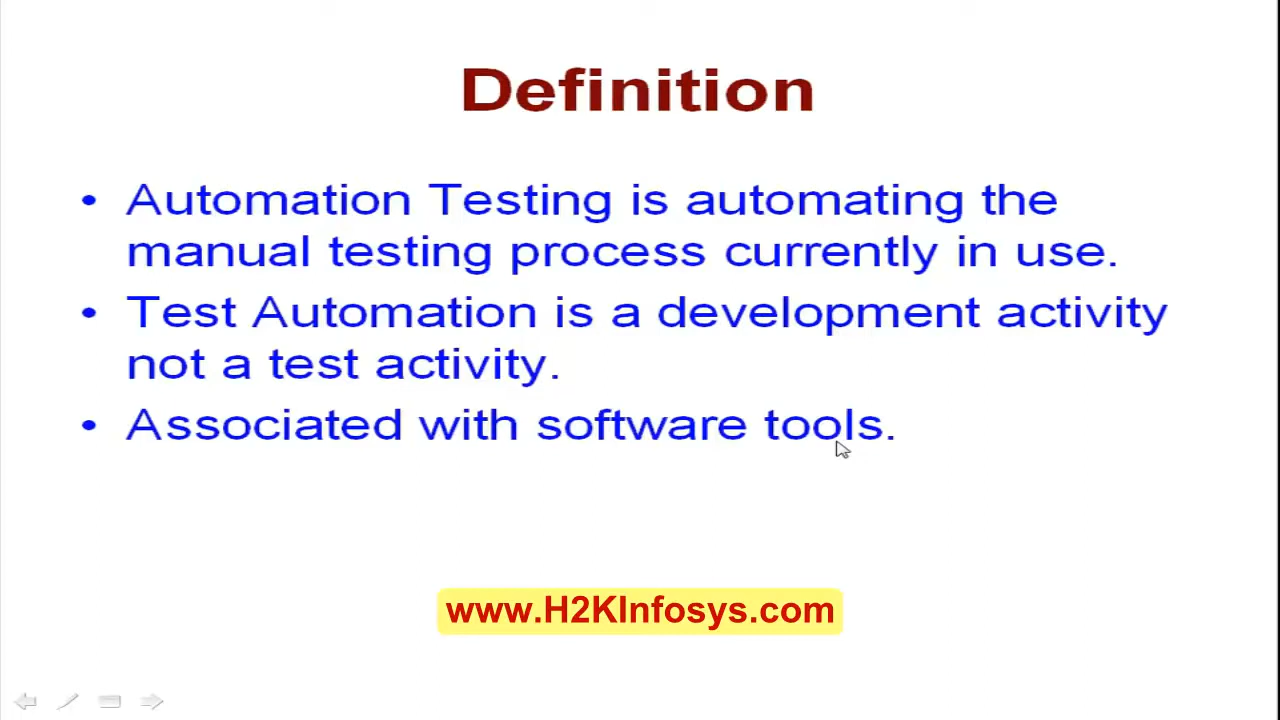 Definition
• Automation Testing is automating the
manual testing process currently in use.
• Test Automation is a development activity
not a test activity.
• Associated with software tools.
www.H2KInfosys.com